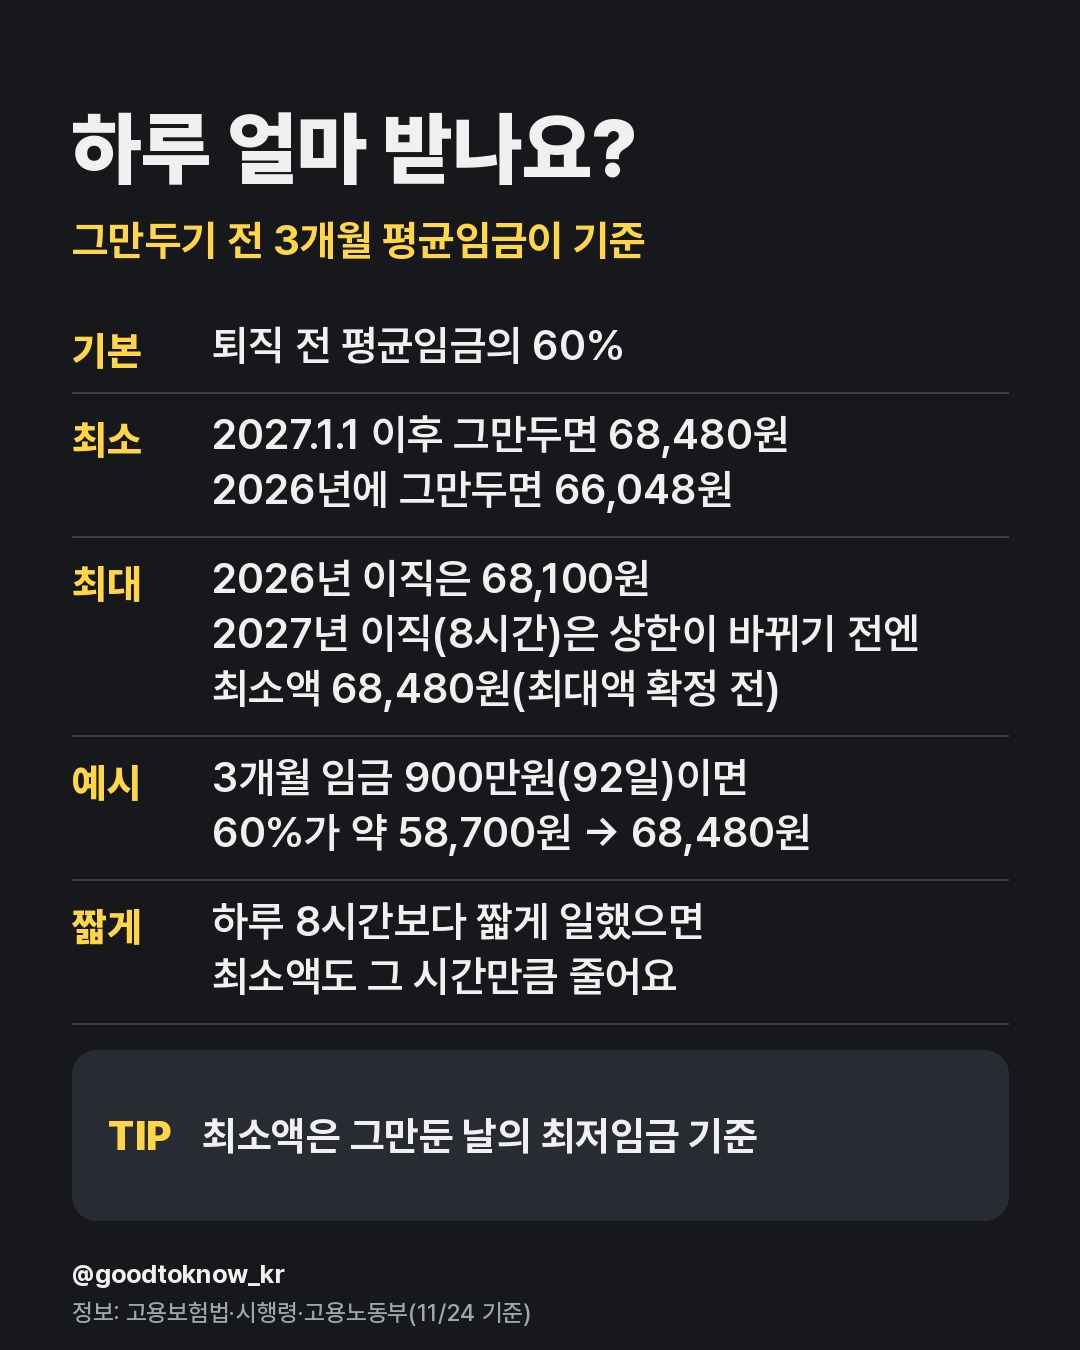 하루 얼마 받나요?
그만두기 전 3개월 평균임금이 기준
기본 퇴직 전 평균임금의 60%
최소 2027.1.1 이후 그만두면 68,480원
2026년에 그만두면 66,048원
최대 2026년 이직은 68,100원
2027년 이직(8시간)은 상한이 바뀌기 전엔
최소액 68,480원(최대액 확정 전)
예시 3개월 임금 900만원(92일)이면
60%가 약 58,700원 → 68,480원
짧게 하루 8시간보다 짧게 일했으면
최소액도 그 시간만큼 줄어요
TIP 최소액은 그만둔 날의 최저임금 기준
@goodtoknow_kr
정보: 고용보험법·시행령·고용노동부(11/24 기준)